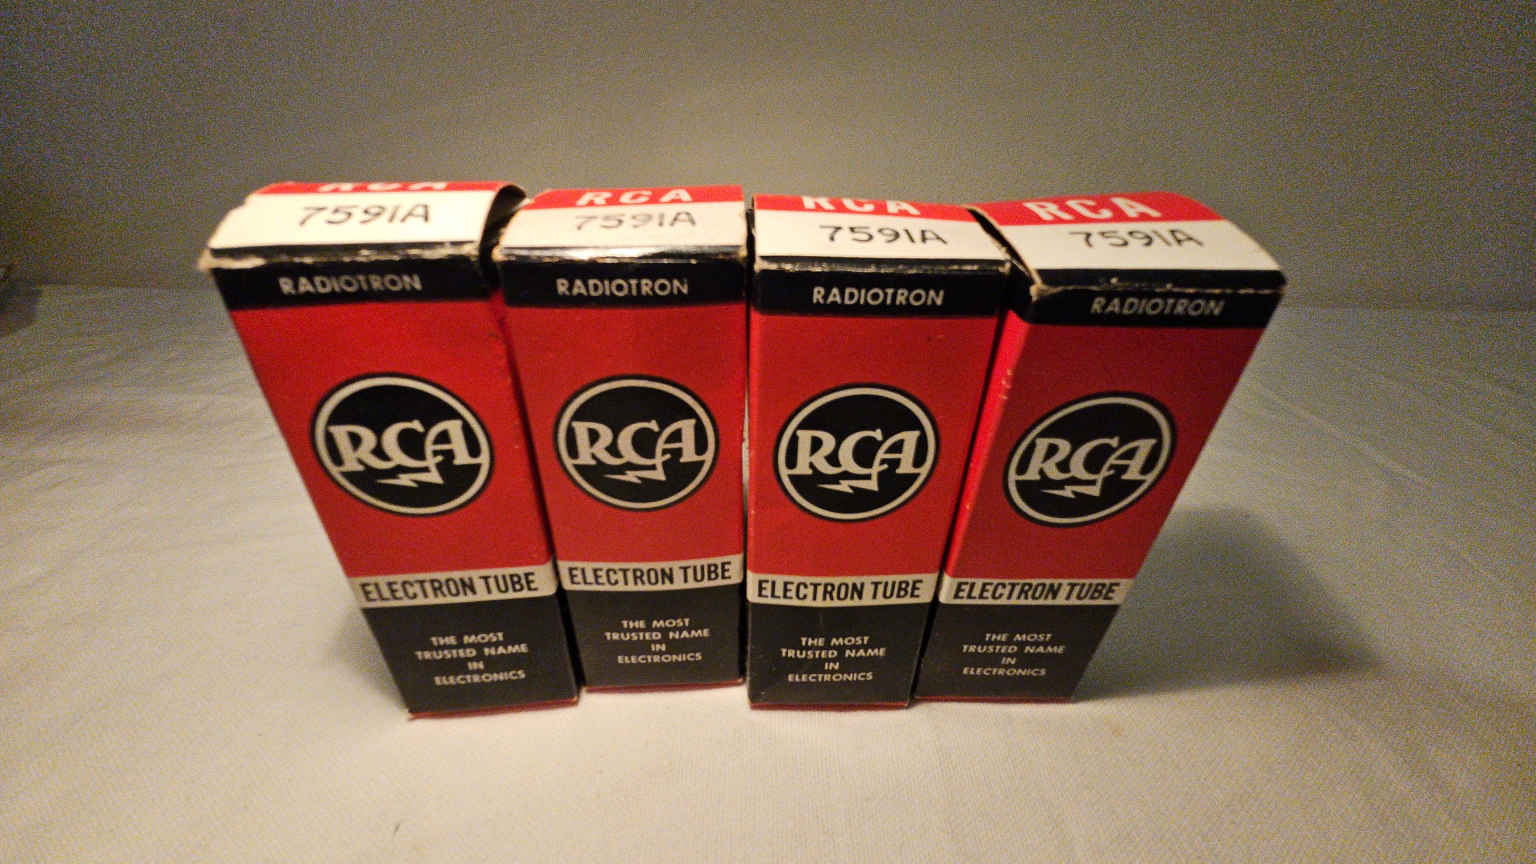 RCA
7591A
RADIOTRON
RCA
ELECTRON TUBE
THE MOST
TRUSTED NAME
IN
ELECTRONICS
RCA
7591A
RADIOTRON
RCA
ELECTRON TUBE
THE MOST
TRUSTED NAME
IN
ELECTRONICS
RCA
7591A
RADIOTRON
RCA
ELECTRON TUBE
THE MOST
TRUSTED NAME
IN
ELECTRONICS
RCA
7591A
RADIOTRON
RCA
ELECTRON TUBE
THE MOST
TRUSTED NAME
IN
ELECTRONICS